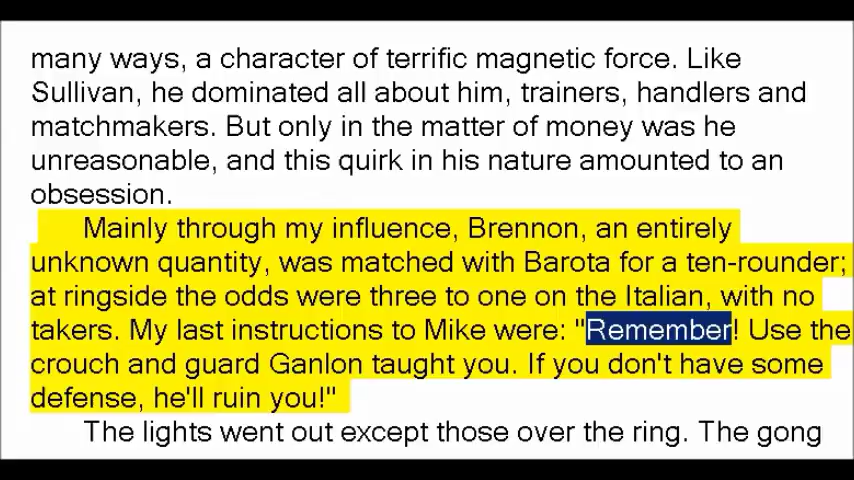 many ways, a character of terrific magnetic force. Like
Sullivan, he dominated all about him, trainers, handlers and
matchmakers. But only in the matter of money was he
unreasonable, and this quirk in his nature amounted to an
obsession.
Mainly through my influence, Brennon, an entirely
unknown quantity, was matched with Barota for a ten-rounder;
at ringside the odds were three to one on the Italian, with no
takers. My last instructions to Mike were: "Remember! Use the
crouch and guard Ganlon taught you. If you don't have some
defense, he'll ruin you!"
The lights went out except those over the ring. The gong